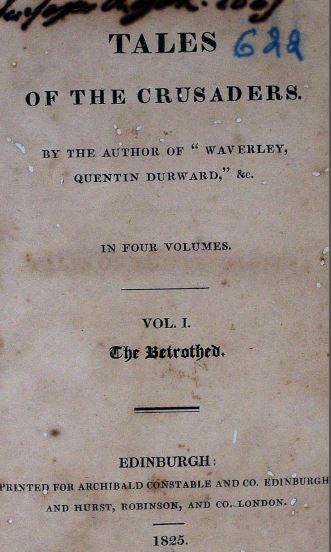 TALES 622
OF THE CRUSADERS.
BY THE AUTHOR OF “ WAVERLEY,
QUENTIN DURWARD,” &c.
IN FOUR VOLUMES.
VOL. I.
The Betrothed.
EDINBURGH:
PRINTED FOR ARCHIBALD CONSTABLE AND CO. EDINBURGH
AND HURST, ROBINSON, AND CO. LONDON.
1825.